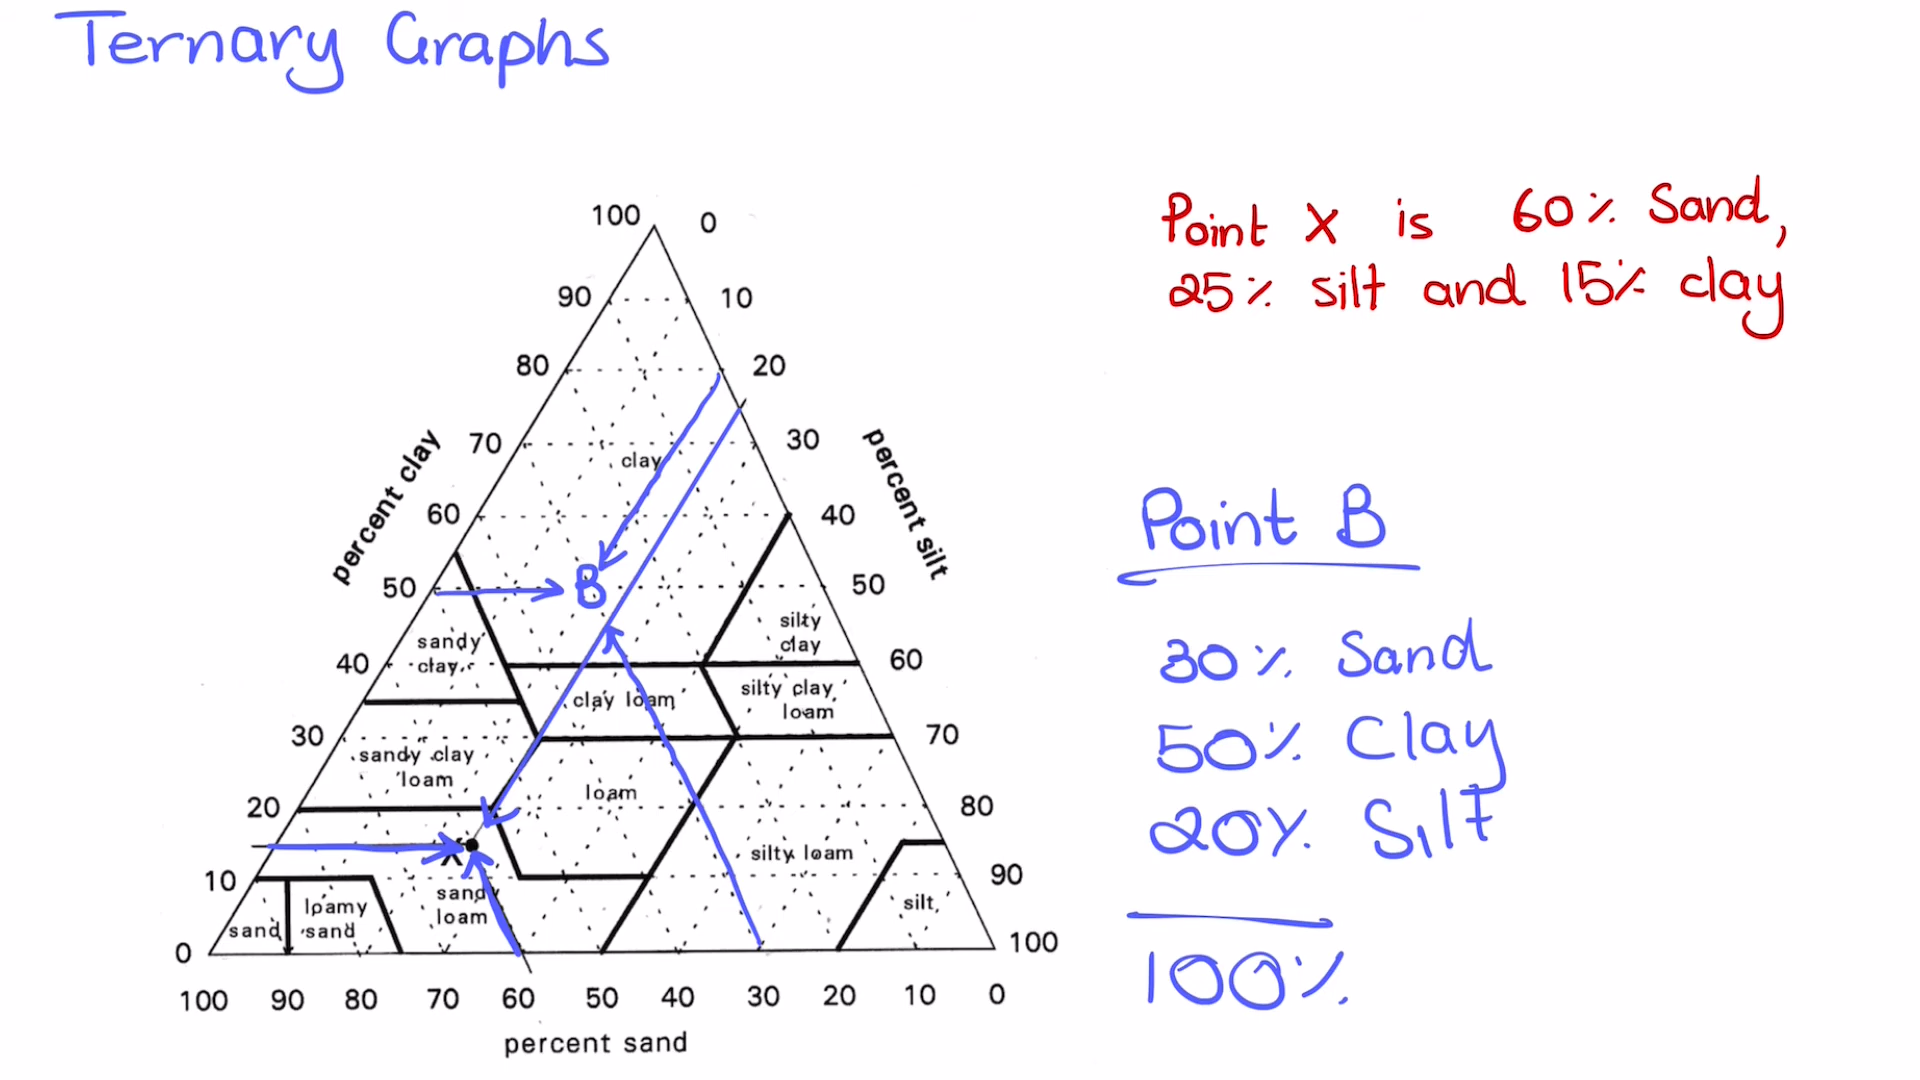 Ternary Graphs
Point X is 60% Sand,
25% silt and 15% clay
100 0
90 10
80 20
70 clay 30
60 40
50 B 50
sandy clay
silty clay
40 60
clay loam
silty clay loam
30 70
sandy clay loam
loam
20 80
X
silty loam
10 90
sand
loamy sand
sandy loam
silt
0 100
100 90 80 70 60 50 40 30 20 10 0
percent clay
percent silt
percent sand
Point B
30% Sand
50% Clay
20% Silt
100%